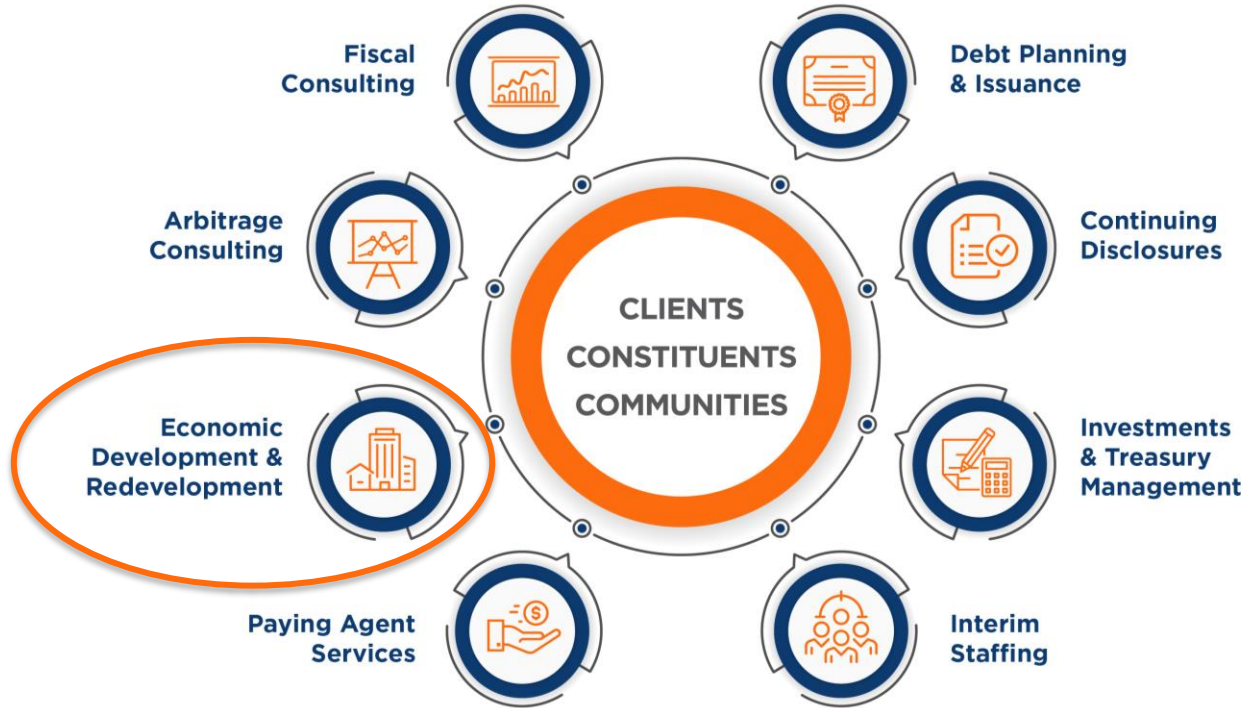 Fiscal
Consulting
Debt Planning
& Issuance
Arbitrage
Consulting
Continuing
Disclosures
CLIENTS
CONSTITUENTS
COMMUNITIES
Economic
Development &
Redevelopment
Investments
& Treasury
Management
Paying Agent
Services
$
Interim
Staffing